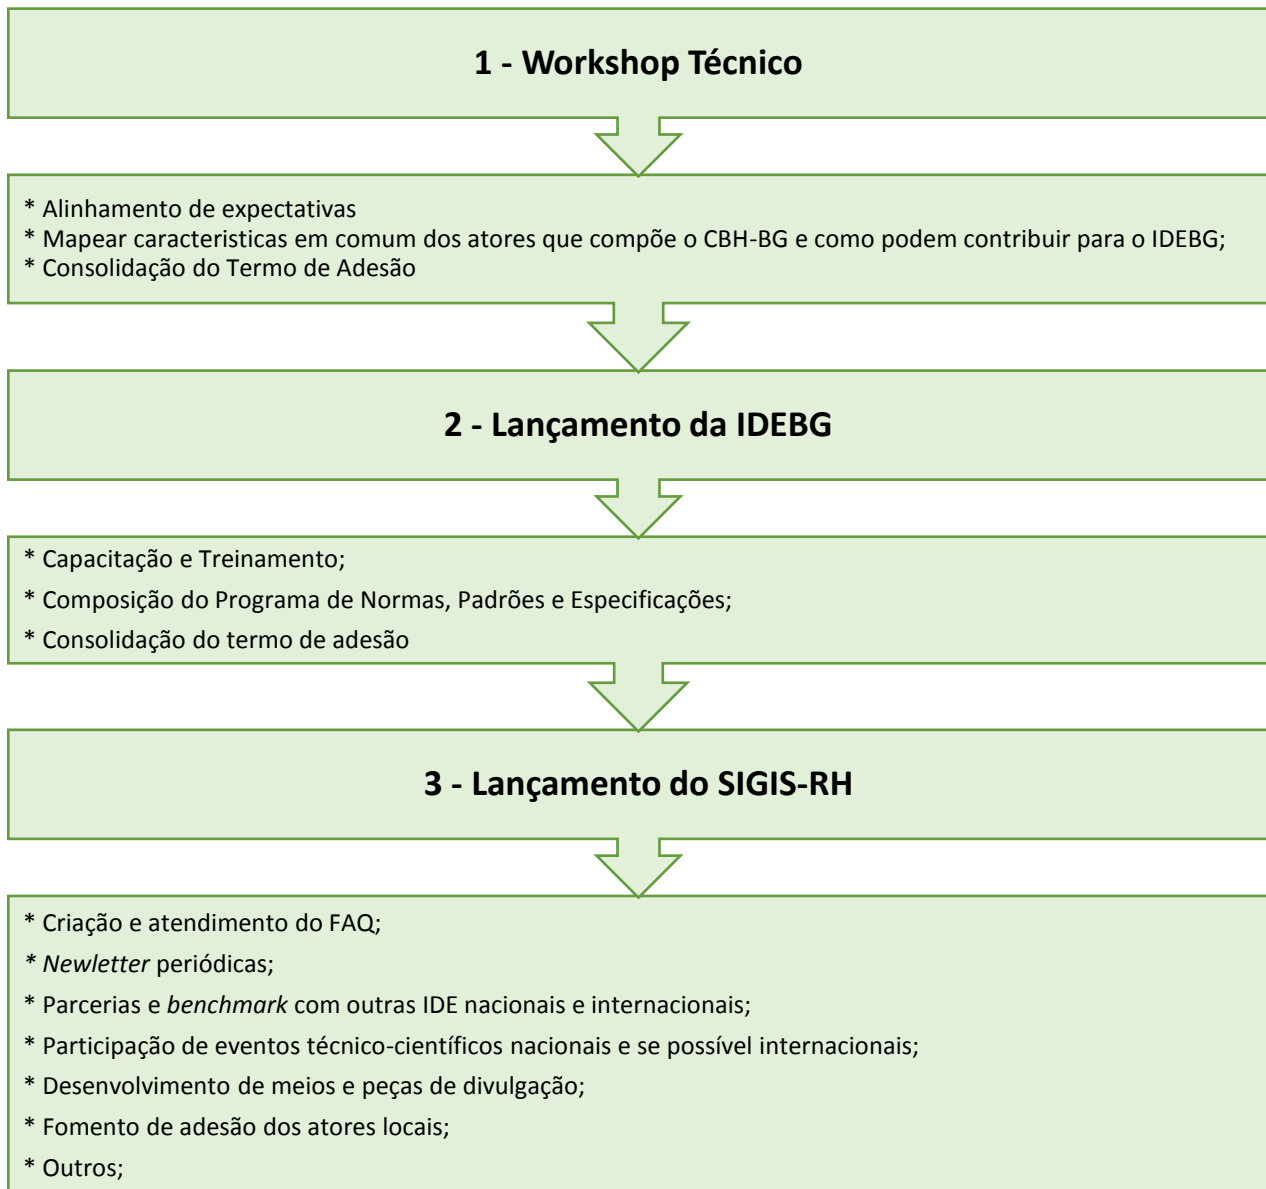 1 - Workshop Técnico
* Alinhamento de expectativas
* Mapear caracteristicas em comum dos atores que compõe o CBH-BG e como podem contribuir para o IDEBG;
* Consolidação do Termo de Adesão
2 - Lançamento da IDEBG
* Capacitação e Treinamento;
* Composição do Programa de Normas, Padrões e Especificações;
* Consolidação do termo de adesão
3 - Lançamento do SIGIS-RH
* Criação e atendimento do FAQ;
* Newletter periódicas;
* Parcerias e benchmark com outras IDE nacionais e internacionais;
* Participação de eventos técnico-científicos nacionais e se possível internacionais;
* Desenvolvimento de meios e peças de divulgação;
* Fomento de adesão dos atores locais;
* Outros;